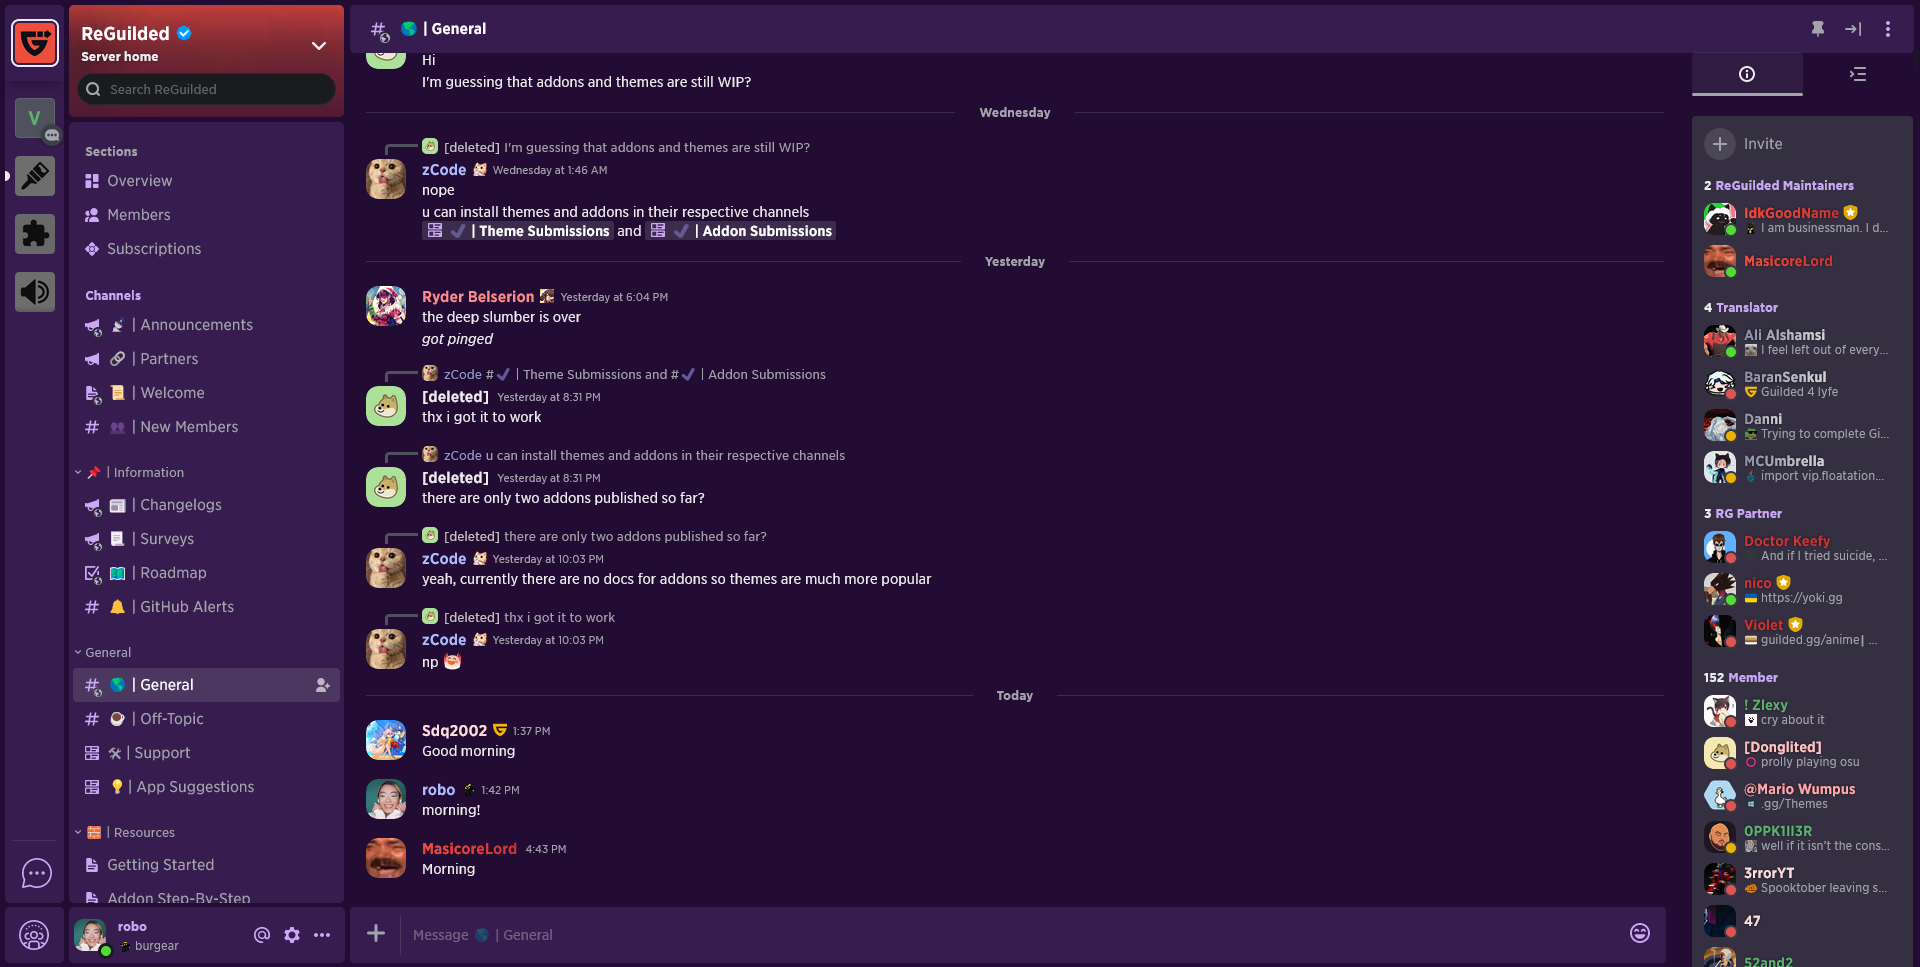 ReGuilded
Server home
Search ReGuilded
V
Sections
Overview
Members
Subscriptions
Channels
| Announcements
| Partners
| Welcome
| New Members
| Information
| Changelogs
| Surveys
| Roadmap
| GitHub Alerts
General
| General
| Off-Topic
| Support
| App Suggestions
| Resources
Getting Started
Addon Step-By-Step
robo
burgear
| General
Hi
I'm guessing that addons and themes are still WIP?
Wednesday
[deleted] I'm guessing that addons and themes are still WIP?
zCode Wednesday at 1:46 AM
nope
u can install themes and addons in their respective channels
| Theme Submissions and | Addon Submissions
Yesterday
Ryder Belserion Yesterday at 6:04 PM
the deep slumber is over
got pinged
zCode # | Theme Submissions and # | Addon Submissions
[deleted] Yesterday at 8:31 PM
thx i got it to work
zCode u can install themes and addons in their respective channels
[deleted] Yesterday at 8:31 PM
there are only two addons published so far?
[deleted] there are only two addons published so far?
zCode Yesterday at 10:03 PM
yeah, currently there are no docs for addons so themes are much more popular
[deleted] thx i got it to work
zCode Yesterday at 10:03 PM
np
Today
Sdq2002 1:37 PM
Good morning
robo 1:42 PM
morning!
MasicoreLord 4:43 PM
Morning
Message | General
Invite
2 ReGuilded Maintainers
IdkGoodName
I am businessman. I d...
MasicoreLord
4 Translator
Ali Alshamsi
I feel left out of every...
BaranSenkul
Guilded 4 lyfe
Danni
Trying to complete Gi...
MCUmbrella
import vip.floatation...
3 RG Partner
Doctor Keefy
And if I tried suicide, ...
nico
https://yoki.gg
Violet
guilded.gg/anime| ...
152 Member
! Zlexy
cry about it
[Donglited]
prolly playing osu
@Mario Wumpus
.gg/Themes
0PPK1ll3R
well if it isn't the cons...
3rrorYT
Spooktober leaving s...
47
52and2